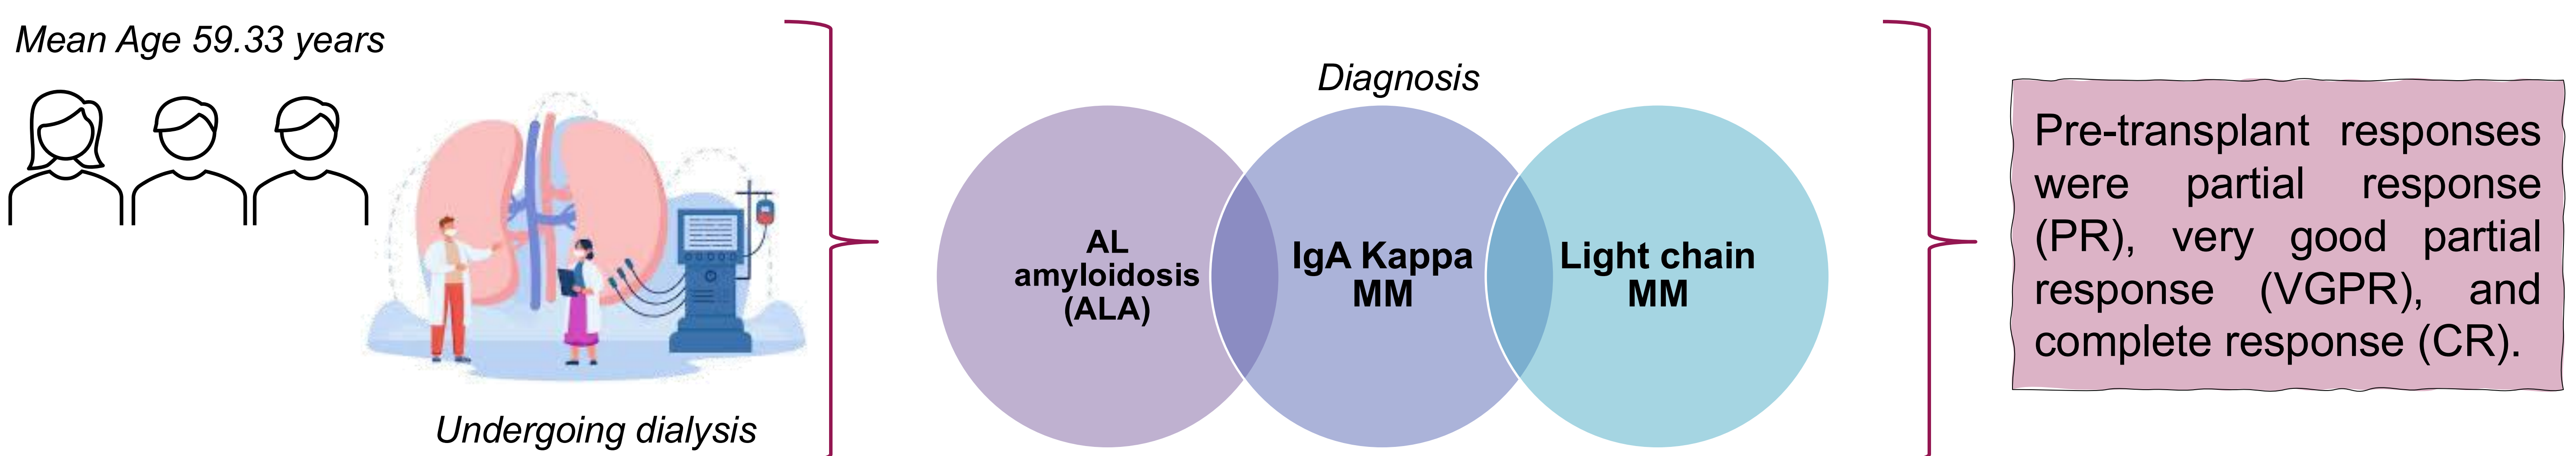 Mean Age 59.33 years
Undergoing dialysis
Diagnosis
AL
amyloidosis
(ALA)
IgA Kappa
MM
Light chain
MM
Pre-transplant responses
were partial response
(PR), very good partial
response (VGPR), and
complete response (CR).